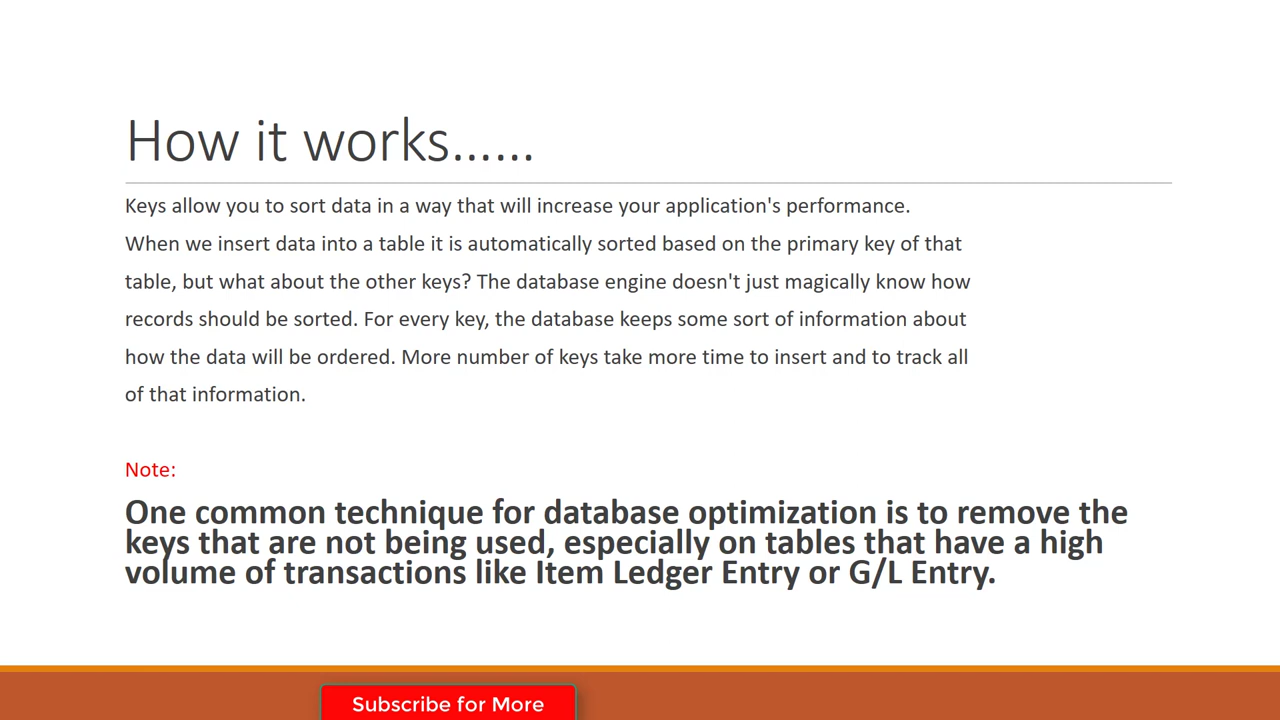 How it works......
Keys allow you to sort data in a way that will increase your application's performance.
When we insert data into a table it is automatically sorted based on the primary key of that
table, but what about the other keys? The database engine doesn't just magically know how
records should be sorted. For every key, the database keeps some sort of information about
how the data will be ordered. More number of keys take more time to insert and to track all
of that information.
Note:
One common technique for database optimization is to remove the
keys that are not being used, especially on tables that have a high
volume of transactions like Item Ledger Entry or G/L Entry.
Subscribe for More